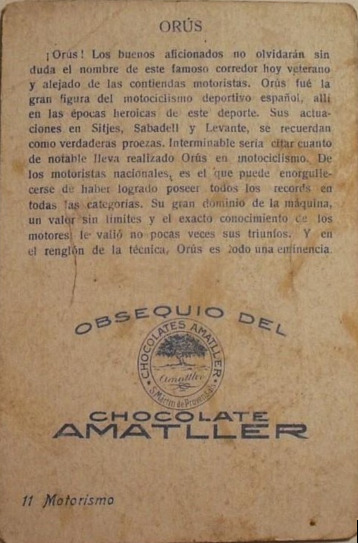 ORÚS
¡Orús! Los buenos aficionados no olvidarán sin
duda el nombre de este famoso corredor hoy veterano
y alejado de las contiendas motoristas. Orús fué la
gran figura del motociclismo deportivo español, allí
en las épocas heroicas de este deporte. Sus actua-
ciones en Sitjes, Sabadell y Levante, se recuerdan
como verdaderas proezas. Interminable sería citar cuanto
de notable lleva realizado Orús en motociclismo. De
los motoristas nacionales, es el que puede enorgulle-
cerse de haber logrado poseer todos los records en
todas las categorías. Su gran dominio de la máquina,
un valor sin límites y el exacto conocimiento de los
motores le valió no pocas veces sus triunfos. Y en
el renglón de la técnica, Orús es todo una eminencia.
OBSEQUIO DEL
CHOCOLATES AMATLLER
Amatller
S. Martin de Provensals
CHOCOLATE
AMATLLER
11 Motorismo